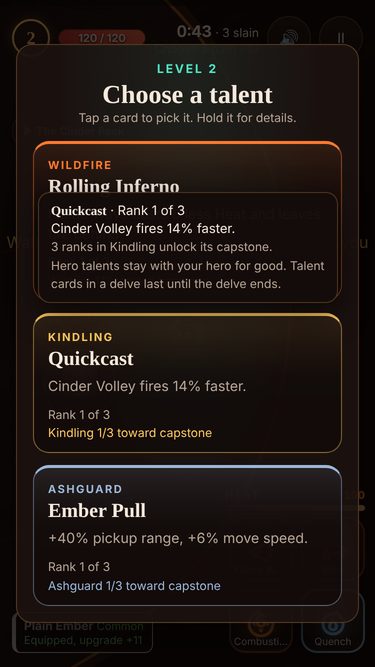 2
120 / 120
0:43 · 3 slain
LEVEL 2
Choose a talent
Tap a card to pick it. Hold it for details.
WILDFIRE
Rolling Inferno
Quickcast · Rank 1 of 3
Cinder Volley fires 14% faster.
3 ranks in Kindling unlock its capstone.
Hero talents stay with your hero for good. Talent
cards in a delve last until the delve ends.
KINDLING
Quickcast
Cinder Volley fires 14% faster.
Rank 1 of 3
Kindling 1/3 toward capstone
ASHGUARD
Ember Pull
+40% pickup range, +6% move speed.
Rank 1 of 3
Ashguard 1/3 toward capstone
Plain Ember Common
Equipped, upgrade +11
Combusti...
Quench